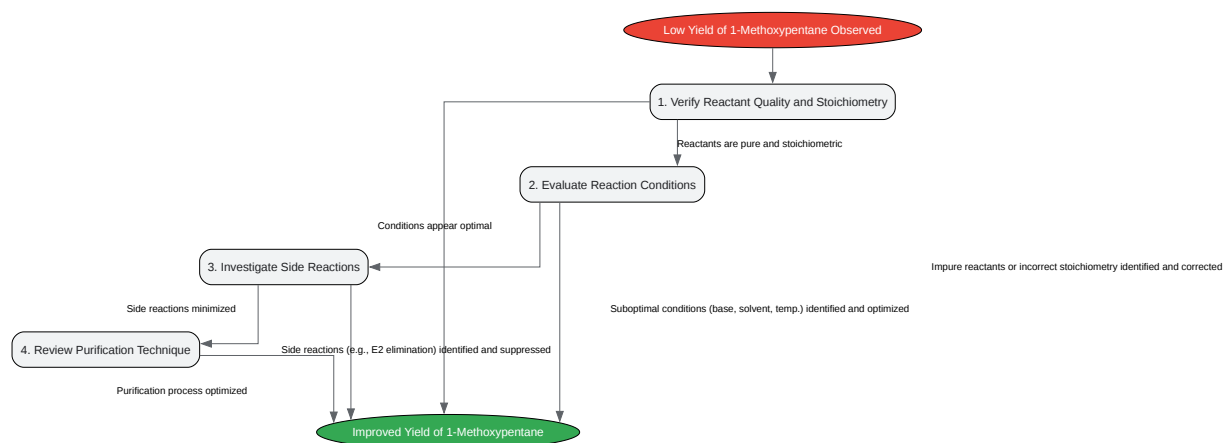 Low Yield of 1-Methoxypentane Observed
1. Verify Reactant Quality and Stoichiometry
Reactants are pure and stoichiometric
2. Evaluate Reaction Conditions
Conditions appear optimal
3. Investigate Side Reactions
Impure reactants or incorrect stoichiometry identified and corrected
Side reactions minimized
Suboptimal conditions (base, solvent, temp.) identified and optimized
4. Review Purification Technique
Side reactions (e.g., E2 elimination) identified and suppressed
Purification process optimized
Improved Yield of 1-Methoxypentane